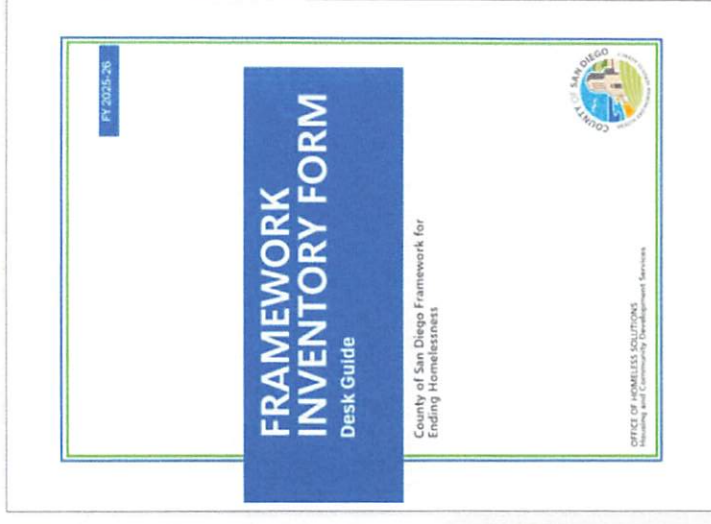 FY 2025-26
FRAMEWORK
INVENTORY FORM
Desk Guide
County of San Diego Framework for
Ending Homelessness
OFFICE OF HOMELESS SOLUTIONS
Housing and Community Development Services
COUNTY OF SAN DIEGO